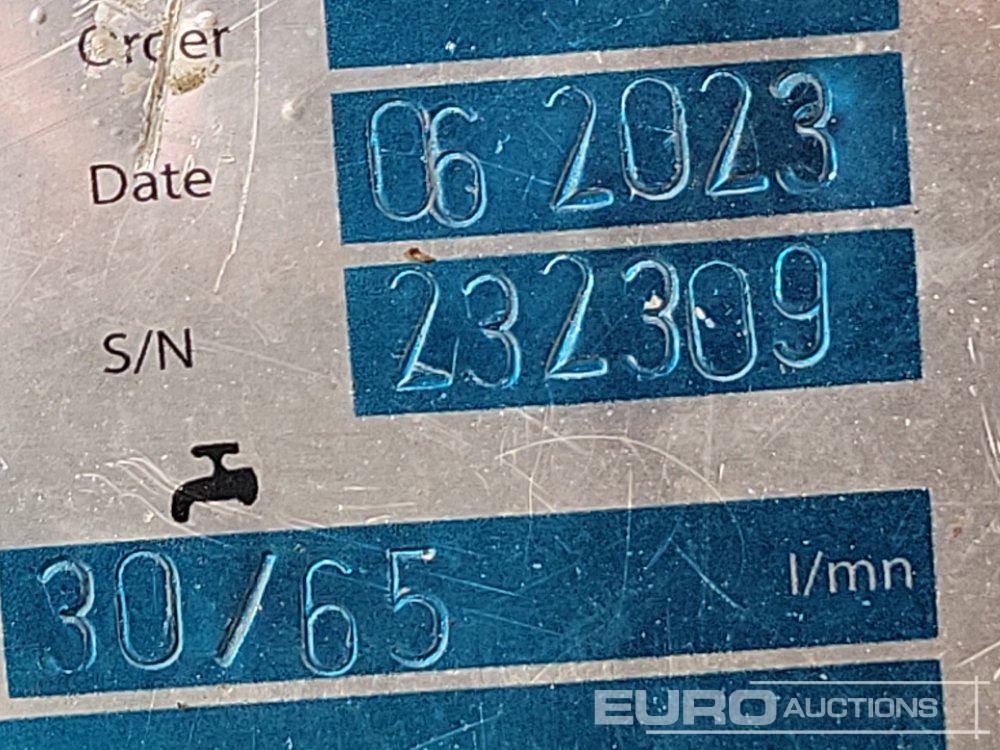 Order
Date 06 2023
S/N 232309
30/65 l/mn
EURO AUCTIONS